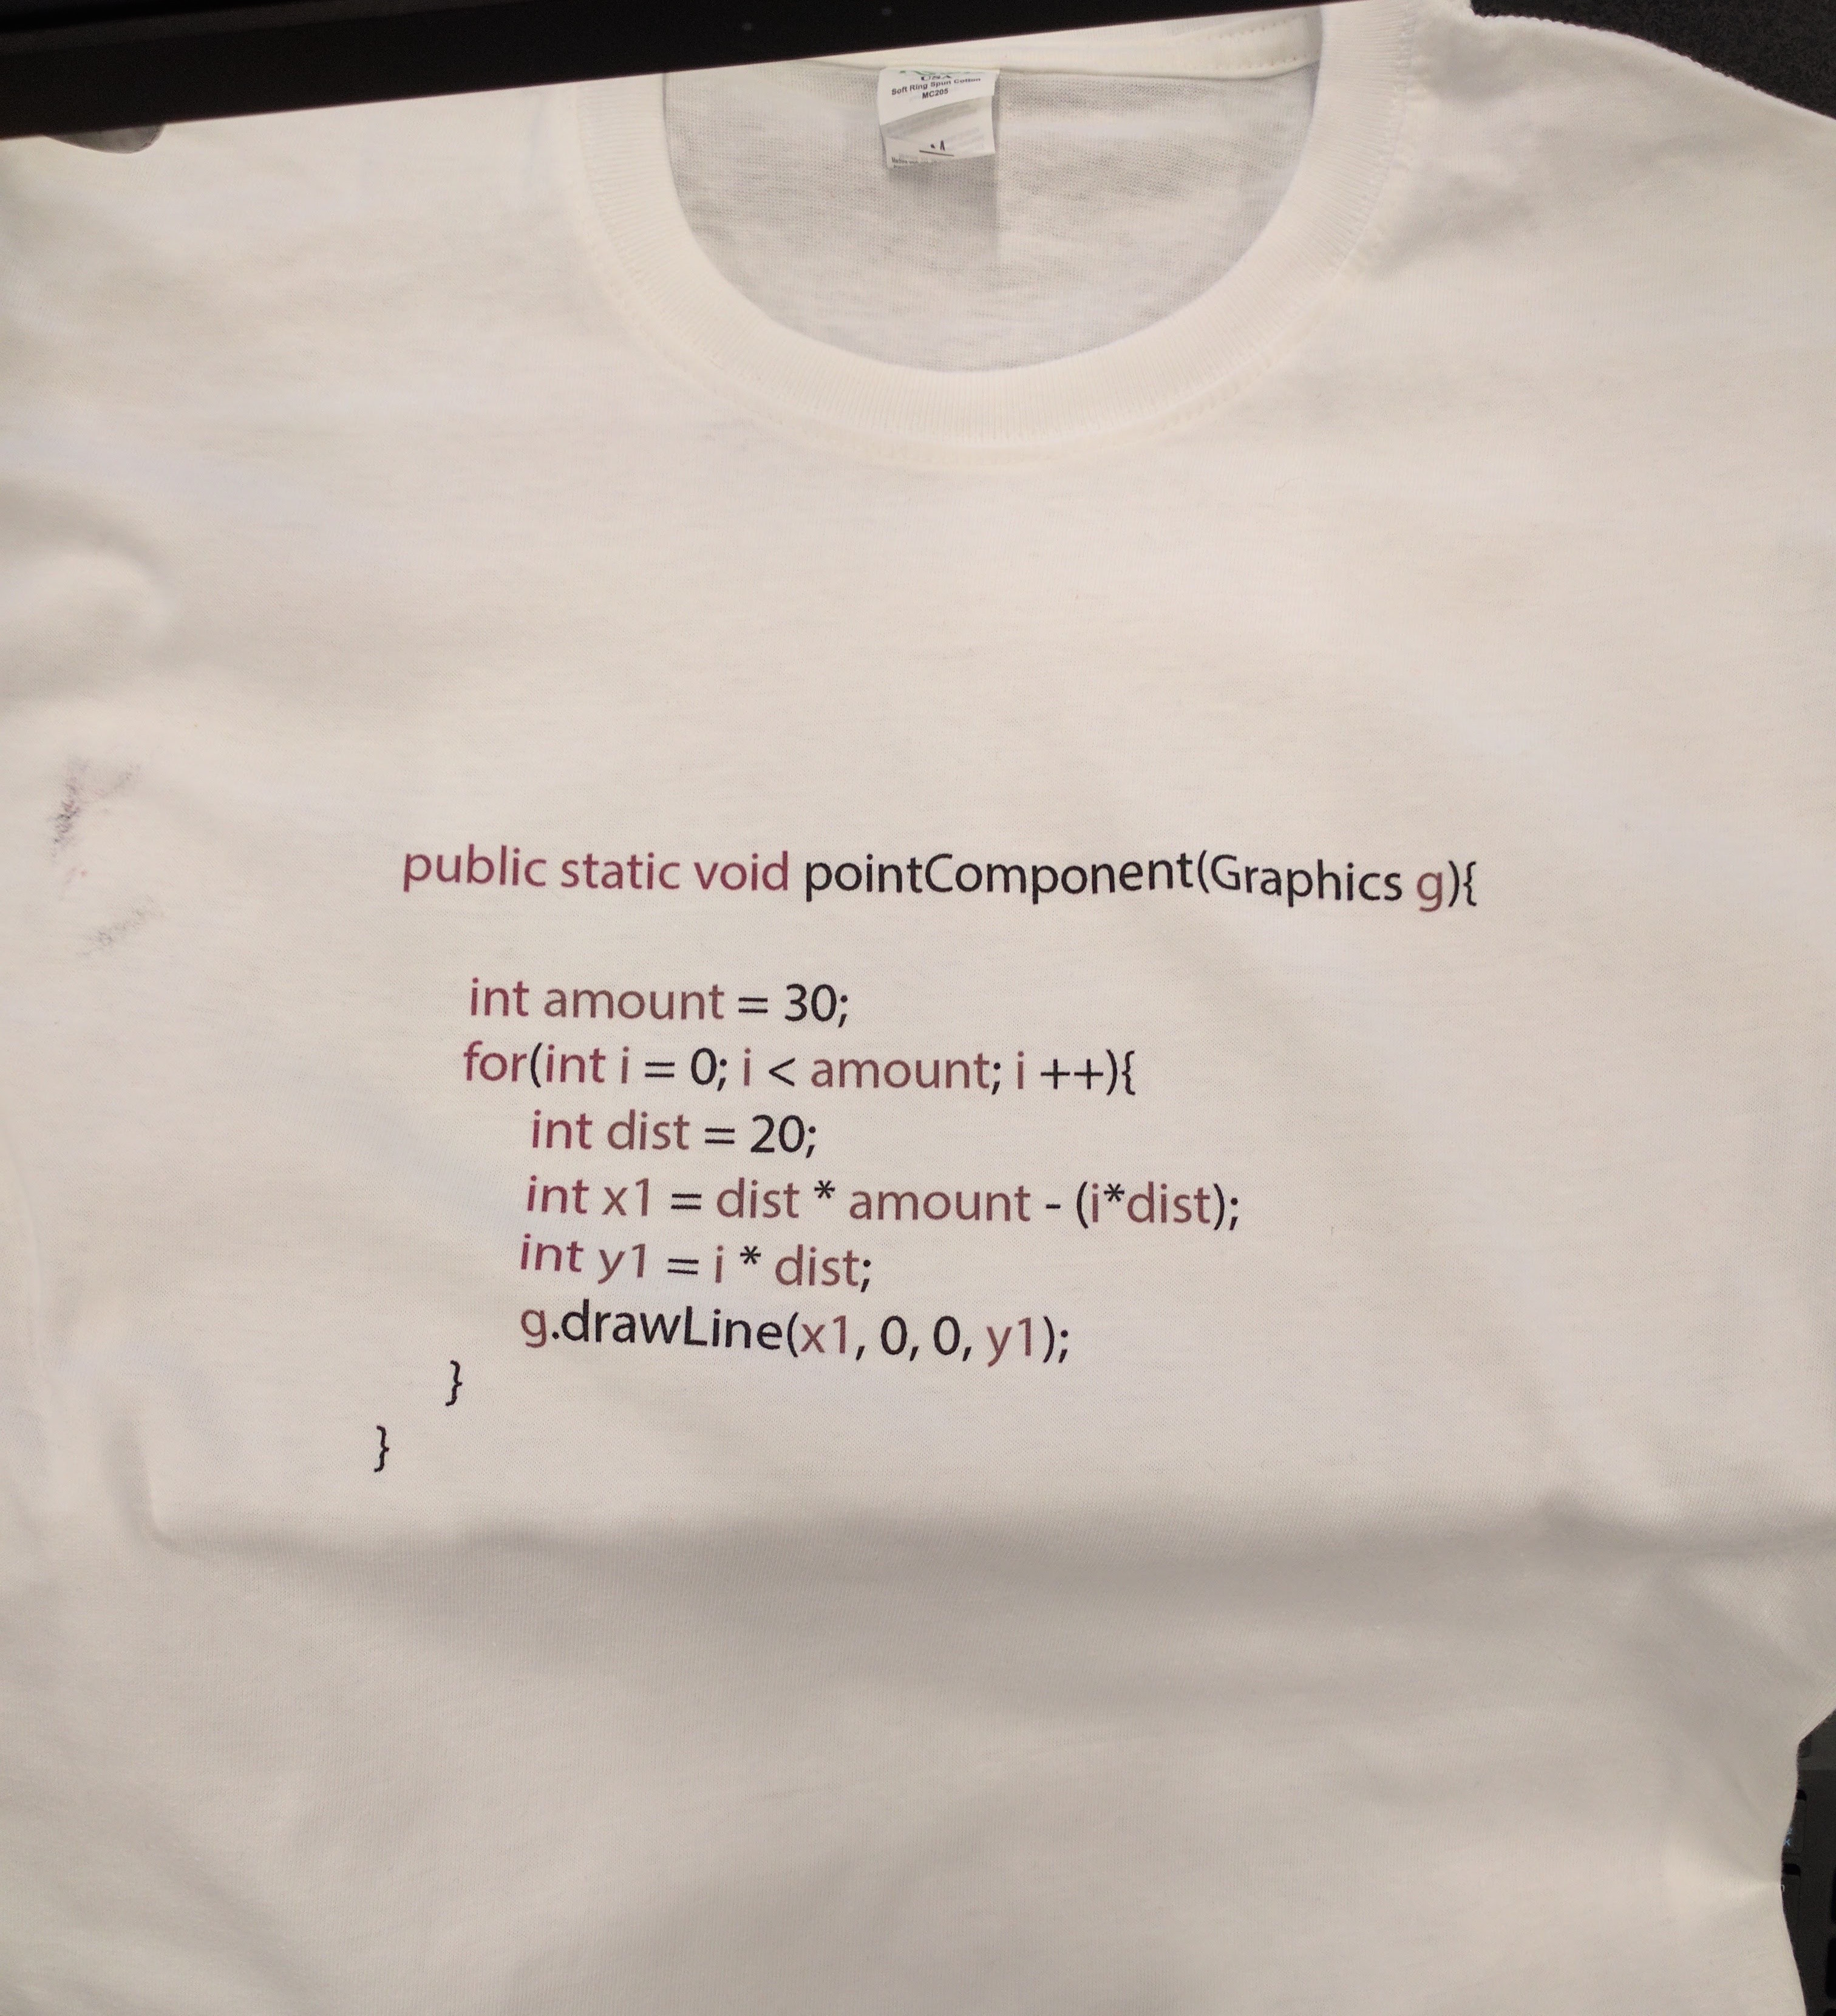 USA
Soft Ring Spun Cotton
MC205
public static void pointComponent(Graphics g){
int amount = 30;
for(int i = 0; i < amount; i ++){
int dist = 20;
int x1 = dist * amount - (i*dist);
int y1 = i * dist;
g.drawLine(x1, 0, 0, y1);
}
}